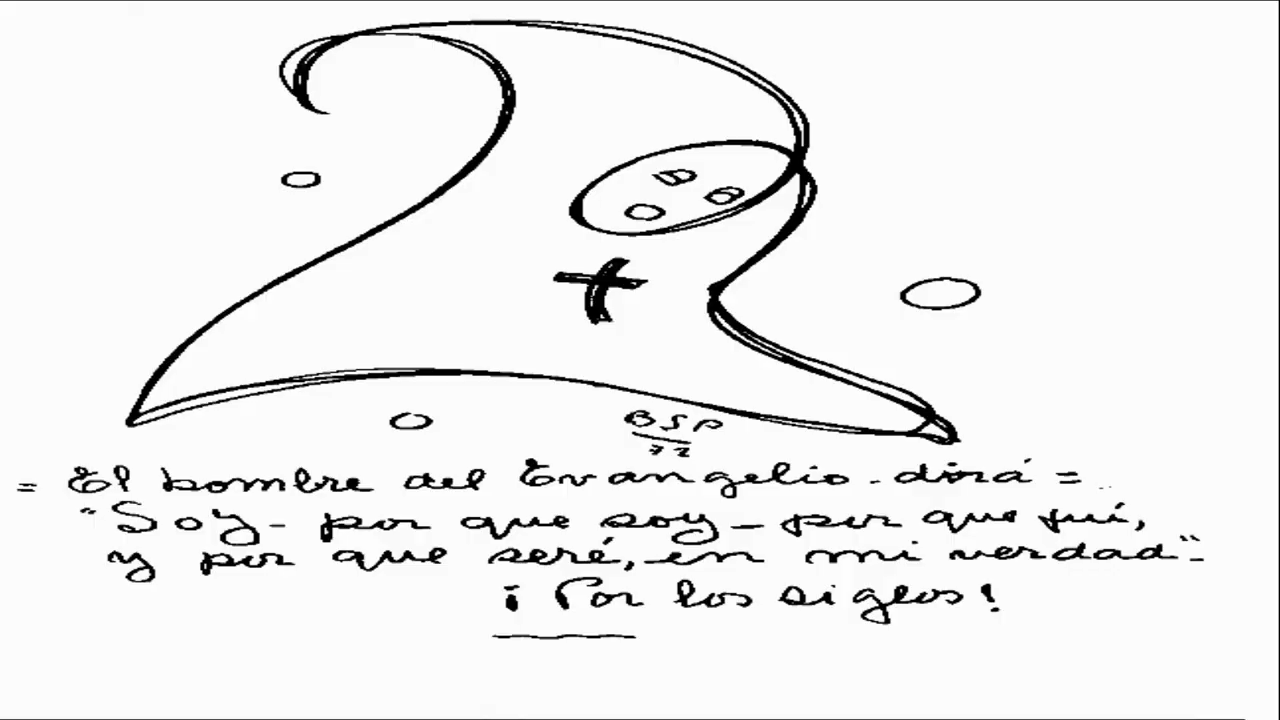 BSP
72
= El hombre del Evangelio. dirá =
"Soy - por que soy - por que fuí,
y por que seré, en mi verdad".
¡Por los siglos!